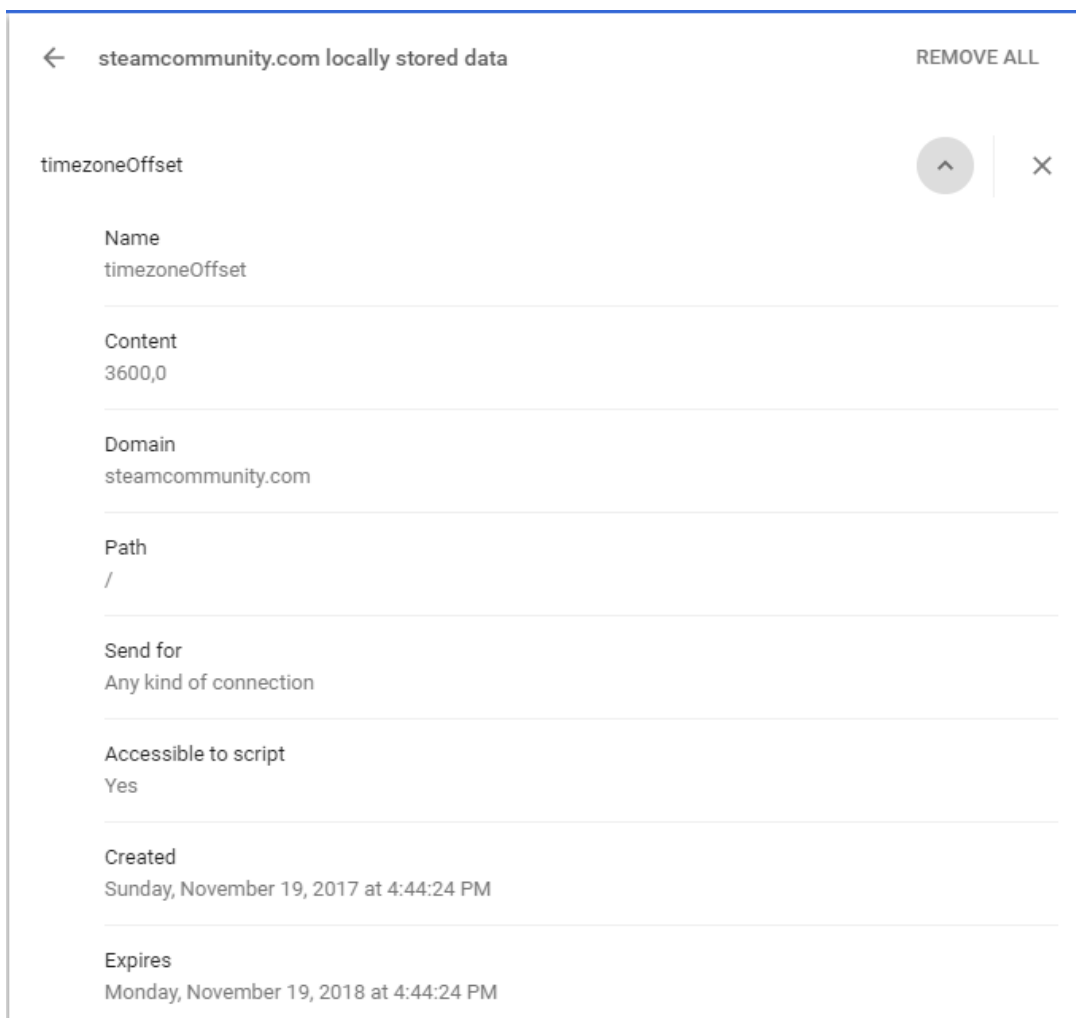 steamcommunity.com locally stored data
REMOVE ALL
timezoneOffset
Name
timezoneOffset
Content
3600,0
Domain
steamcommunity.com
Path
/
Send for
Any kind of connection
Accessible to script
Yes
Created
Sunday, November 19, 2017 at 4:44:24 PM
Expires
Monday, November 19, 2018 at 4:44:24 PM